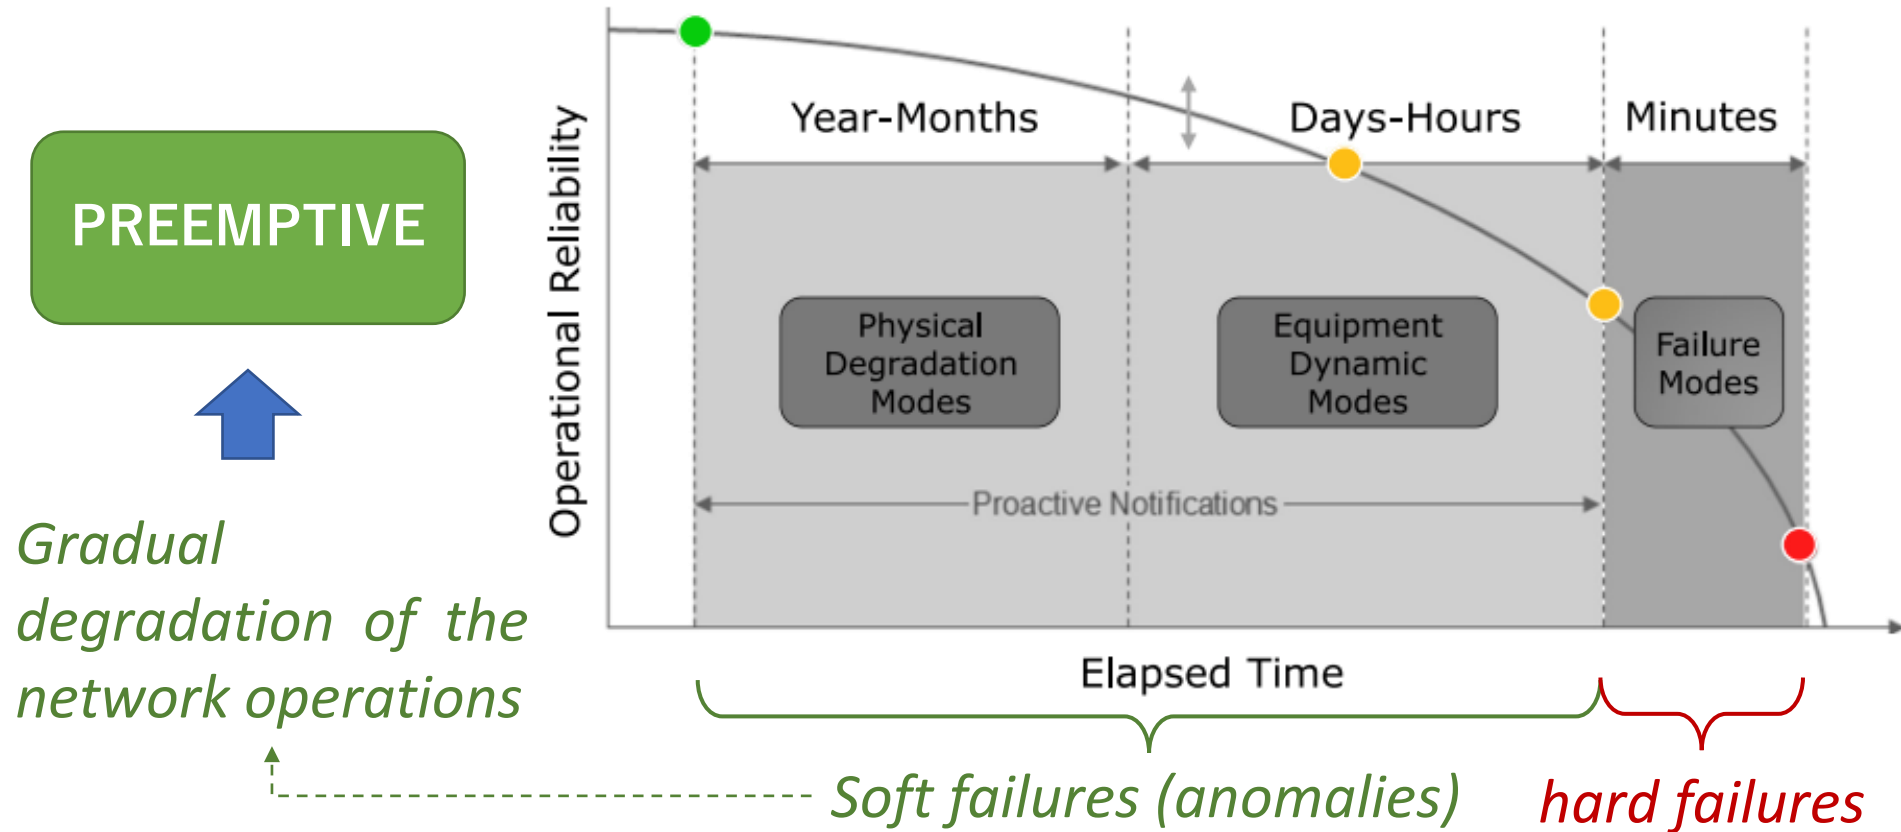 PREEMPTIVE
Gradual
degradation of the
network operations
Operational Reliability
Year-Months
Days-Hours
Minutes
Physical
Degradation
Modes
Equipment
Dynamic
Modes
Failure
Modes
Proactive Notifications
Elapsed Time
Soft failures (anomalies)
hard failures